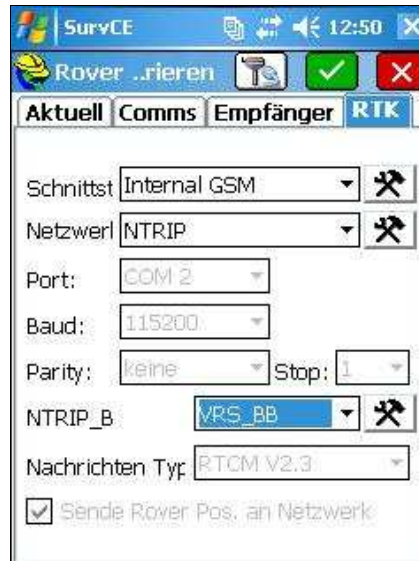 SurvCE 12:50
Rover ..rieren
Aktuell Comms Empfänger RTK
Schnittst Internal GSM
Netzwerl NTRIP
Port: COM 2
Baud: 115200
Parity: keine Stop: 1
NTRIP_B VRS_BB
Nachrichten Typ RTCM V2.3
Sende Rover Pos. an Netzwerk